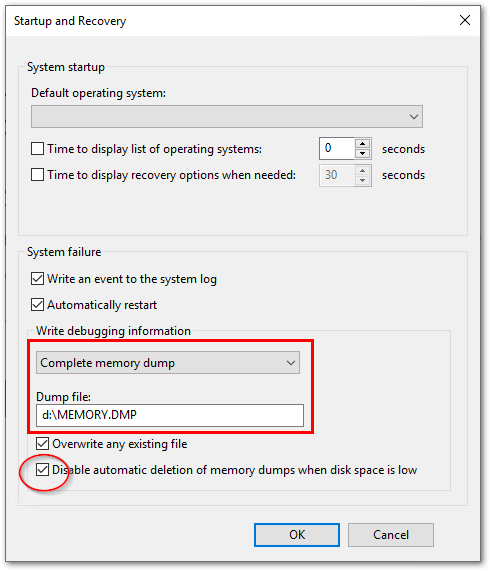 Startup and Recovery
System startup
Default operating system:
Time to display list of operating systems: 0 seconds
Time to display recovery options when needed: 30 seconds
System failure
Write an event to the system log
Automatically restart
Write debugging information
Complete memory dump
Dump file:
d:\MEMORY.DMP
Overwrite any existing file
Disable automatic deletion of memory dumps when disk space is low
OK Cancel